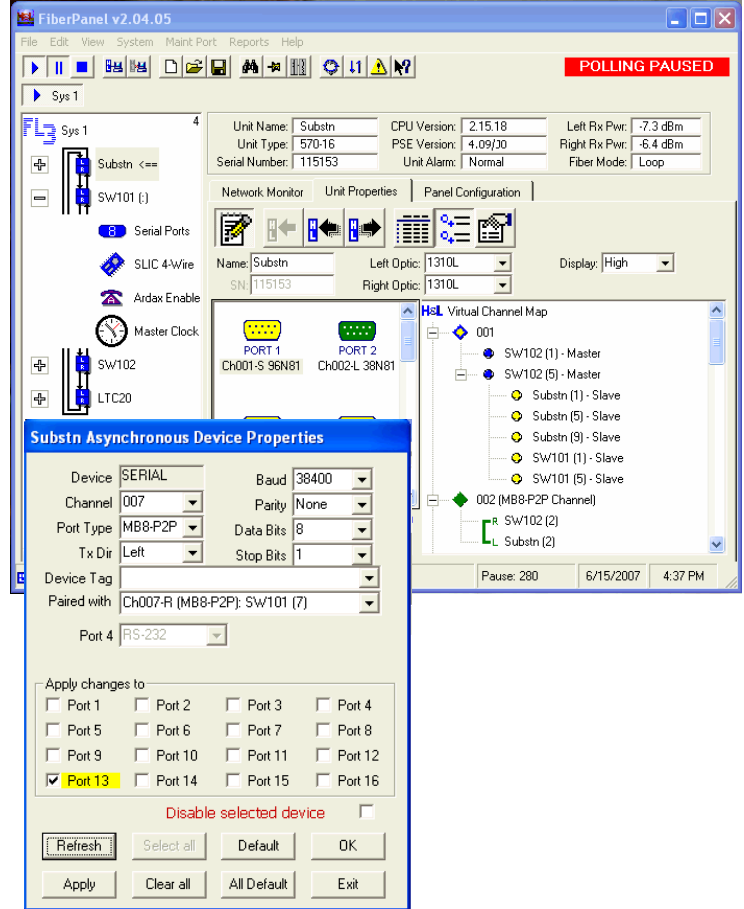 FiberPanel v2.04.05
File Edit View System Maint Port Reports Help
POLLING PAUSED
Sys 1
FL3 Sys 1 4
Substn <==
SW101 (:)
8 Serial Ports
SLIC 4-Wire
Ardax Enable
Master Clock
SW102
LTC20
Unit Name: Substn CPU Version: 2.15.18 Left Rx Pwr: -7.3 dBm
Unit Type: 570-16 PSE Version: 4.09/J0 Right Rx Pwr: -6.4 dBm
Serial Number: 115153 Unit Alarm: Normal Fiber Mode: Loop
Network Monitor Unit Properties Panel Configuration
Name: Substn Left Optic: 1310L Display: High
SN: 115153 Right Optic: 1310L
PORT 1 PORT 2
Ch001-S 96N81 Ch002-L 38N81
H&L Virtual Channel Map
001
SW102 (1) - Master
SW102 (5) - Master
Substn (1) - Slave
Substn (5) - Slave
Substn (9) - Slave
SW101 (1) - Slave
SW101 (5) - Slave
002 (MB8-P2P Channel)
R SW102 (2)
L Substn (2)
Pause: 280 6/15/2007 4:37 PM
Substn Asynchronous Device Properties
Device SERIAL Baud 38400
Channel 007 Parity None
Port Type MB8-P2P Data Bits 8
Tx Dir Left Stop Bits 1
Device Tag
Paired with Ch007-R (MB8-P2P): SW101 (7)
Port 4 RS-232
Apply changes to
Port 1 Port 2 Port 3 Port 4
Port 5 Port 6 Port 7 Port 8
Port 9 Port 10 Port 11 Port 12
Port 13 Port 14 Port 15 Port 16
Disable selected device
Refresh Select all Default OK
Apply Clear all All Default Exit